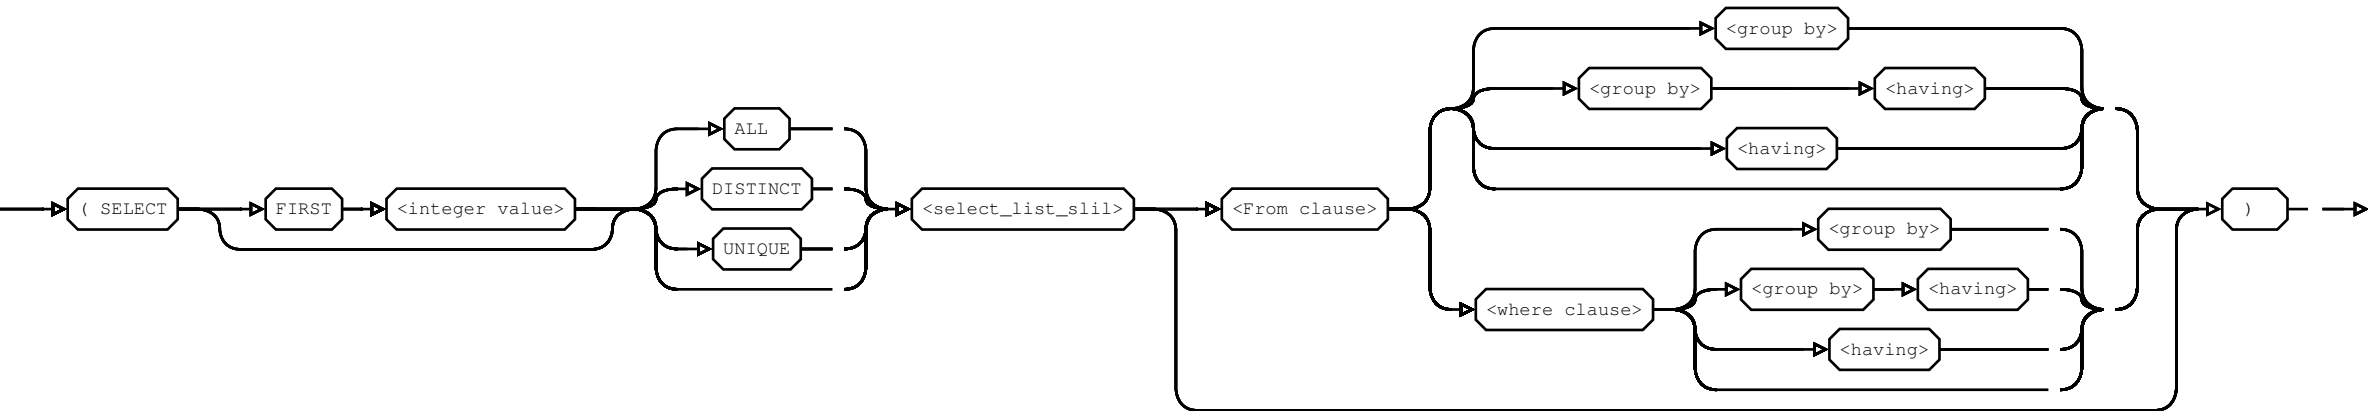 <group by>
<group by> <having>
ALL
<having>
DISTINCT
( SELECT FIRST <integer value> <select_list_slil> <From clause> )
<group by>
UNIQUE
<group by> <having>
<where clause>
<having>